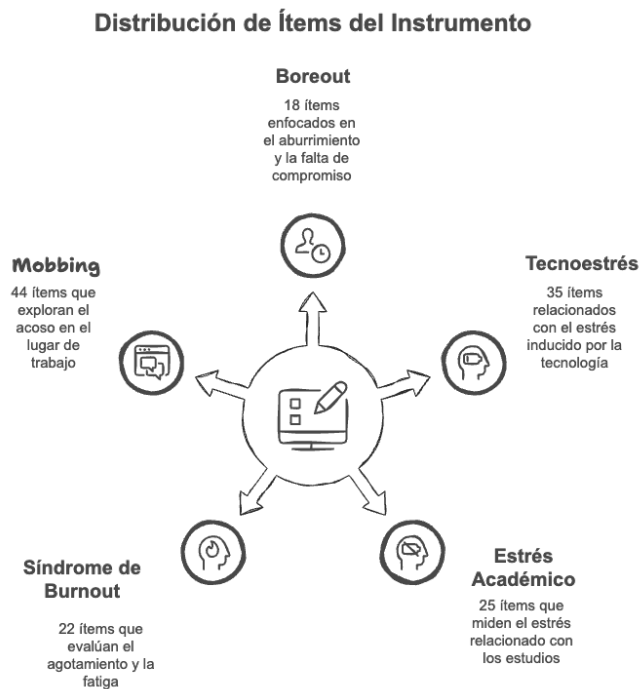 Distribución de Ítems del Instrumento
Boreout
18 ítems
enfocados en
el aburrimiento
y la falta de
compromiso
Mobbing
44 ítems que
exploran el
acoso en el
lugar de
trabajo
Tecnoestrés
35 ítems
relacionados
con el estrés
inducido por la
tecnología
Síndrome de
Burnout
22 ítems que
evalúan el
agotamiento y la
fatiga
Estrés
Académico
25 ítems que
miden el estrés
relacionado con
los estudios